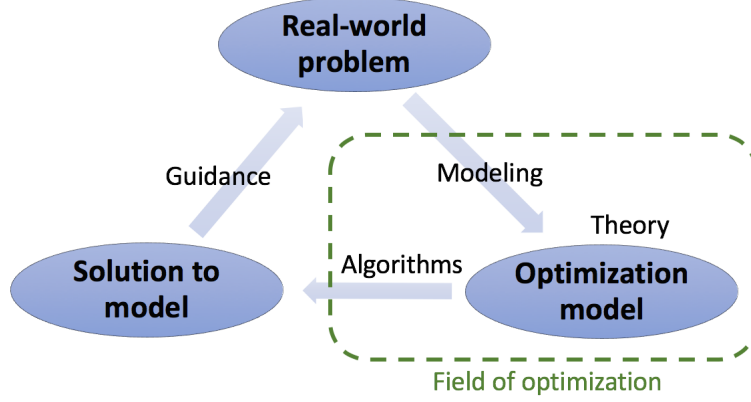 Real-world
problem
Guidance
Modeling
Theory
Solution to
model
Algorithms
Optimization
model
Field of optimization